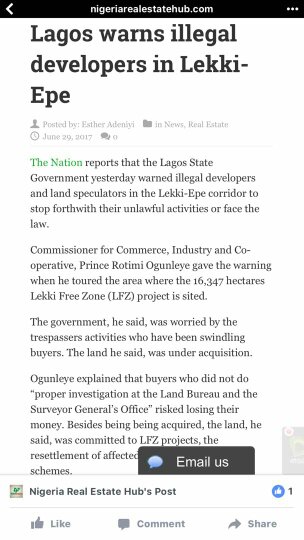 nigeriarealestatehub.com
Lagos warns illegal
developers in Lekki-
Epe
Posted by: Esther Adeniyi in News, Real Estate
June 29, 2017 0
The Nation reports that the Lagos State
Government yesterday warned illegal developers
and land speculators in the Lekki-Epe corridor to
stop forthwith their unlawful activities or face the
law.
Commissioner for Commerce, Industry and Co-
operative, Prince Rotimi Ogunleye gave the warning
when he toured the area where the 16,347 hectares
Lekki Free Zone (LFZ) project is sited.
The government, he said, was worried by the
trespassers activities who have been swindling
buyers. The land he said, was under acquisition.
Ogunleye explained that buyers who did not do
“proper investigation at the Land Bureau and the
Surveyor General’s Office” risked losing their
money. Besides being being acquired, the land, he
said, was committed to LFZ projects, the
resettlement of affected
schemes.
Email us
Nigeria Real Estate Hub's Post 1
Like Comment Share